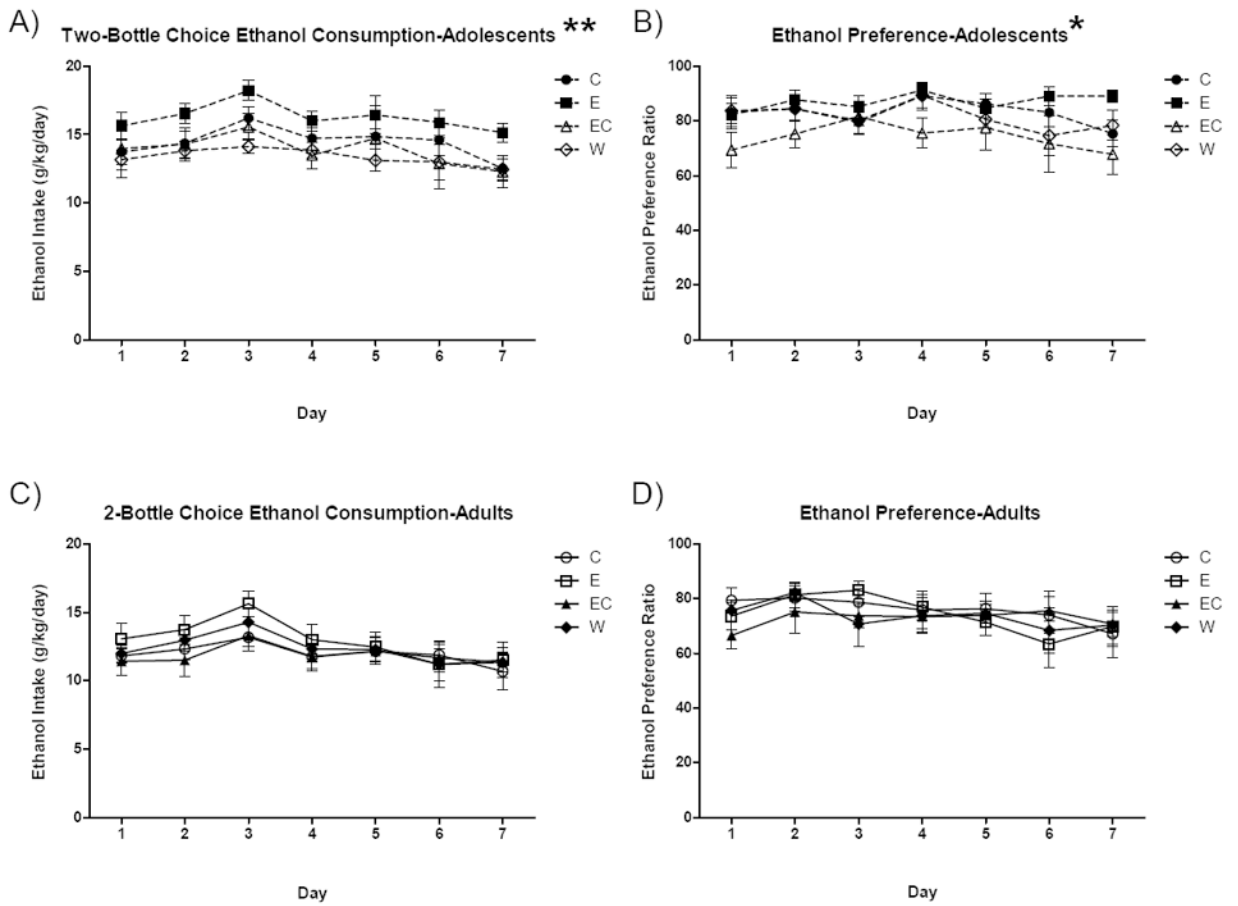 A)
Two-Bottle Choice Ethanol Consumption-Adolescents **
Ethanol Intake (g/kg/day)
20
15
10
5
0
1 2 3 4 5 6 7
Day
C
E
EC
W
B)
Ethanol Preference-Adolescents *
Ethanol Preference Ratio
100
80
60
40
20
0
1 2 3 4 5 6 7
Day
C
E
EC
W
C)
2-Bottle Choice Ethanol Consumption-Adults
Ethanol Intake (g/kg/day)
20
15
10
5
0
1 2 3 4 5 6 7
Day
C
E
EC
W
D)
Ethanol Preference-Adults
Ethanol Preference Ratio
100
80
60
40
20
0
1 2 3 4 5 6 7
Day
C
E
EC
W